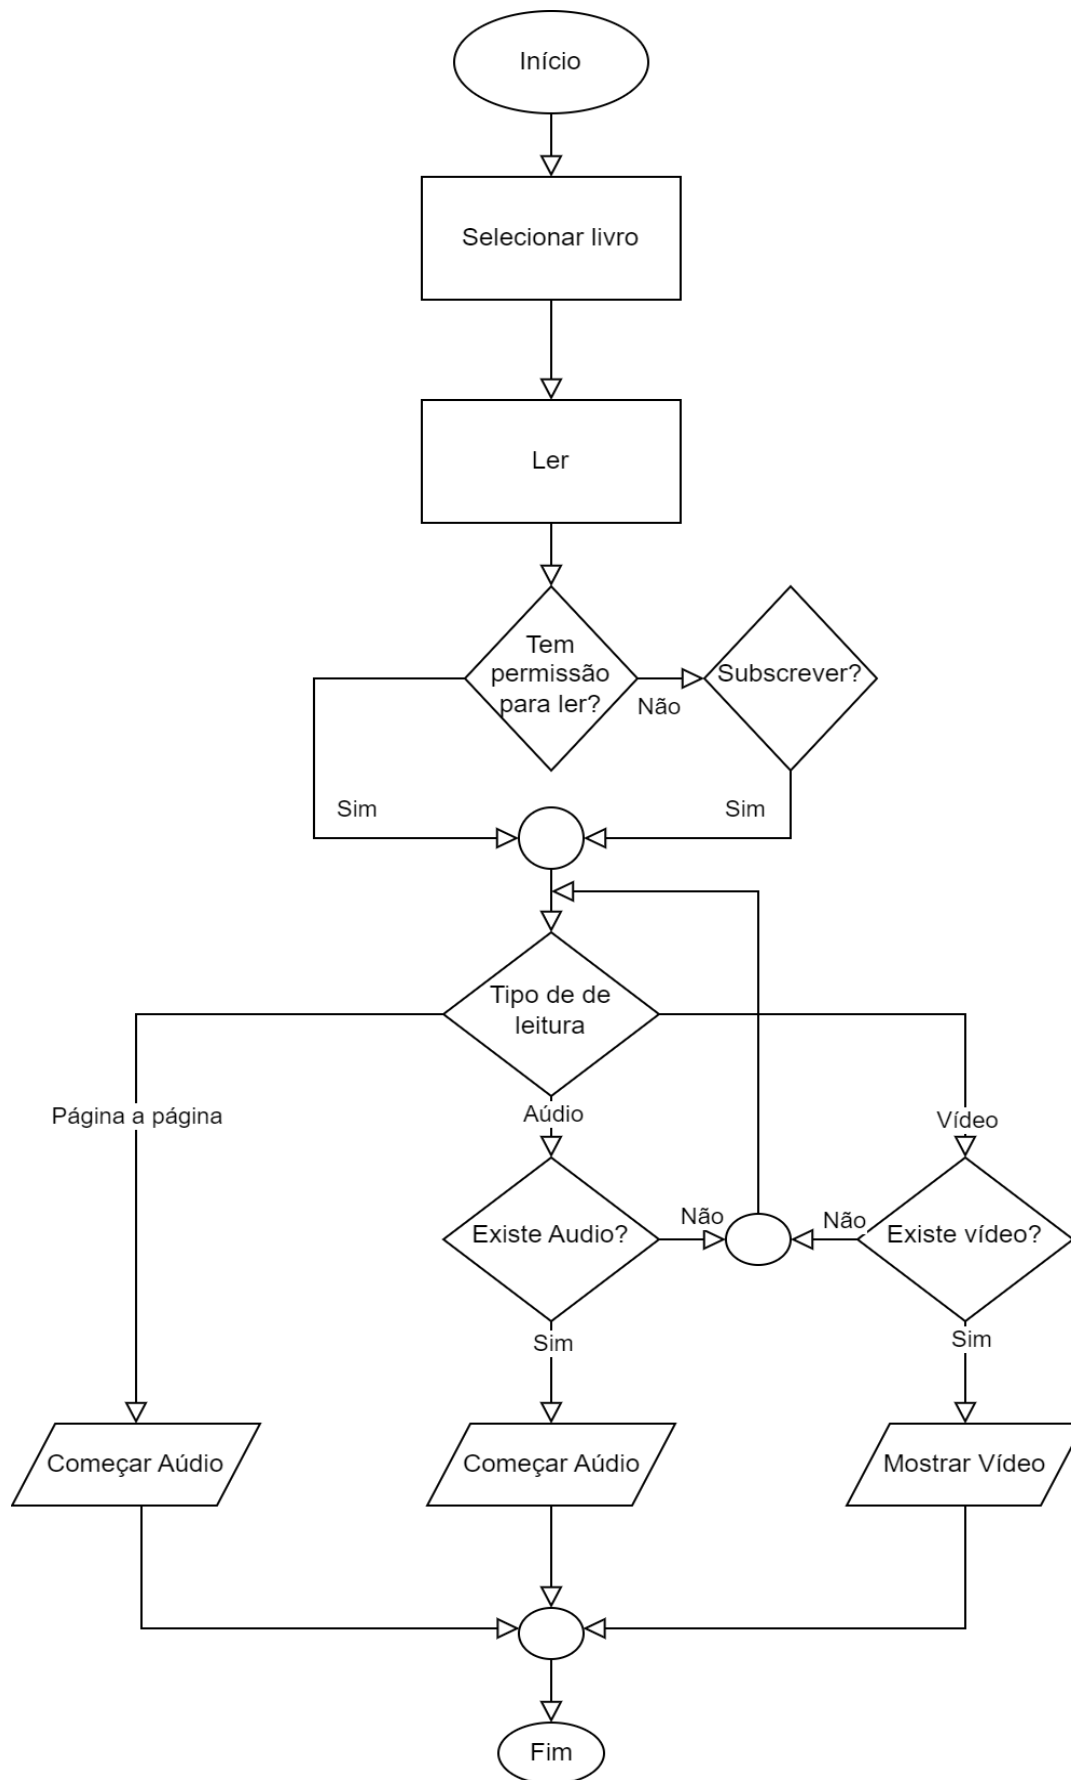 Início
Selecionar livro
Ler
Tem
permissão
para ler?
Não
Subscrever?
Sim
Sim
Tipo de de
leitura
Página a página
Aúdio
Vídeo
Existe Audio?
Não
Não
Existe vídeo?
Sim
Sim
Começar Aúdio
Começar Aúdio
Mostrar Vídeo
Fim